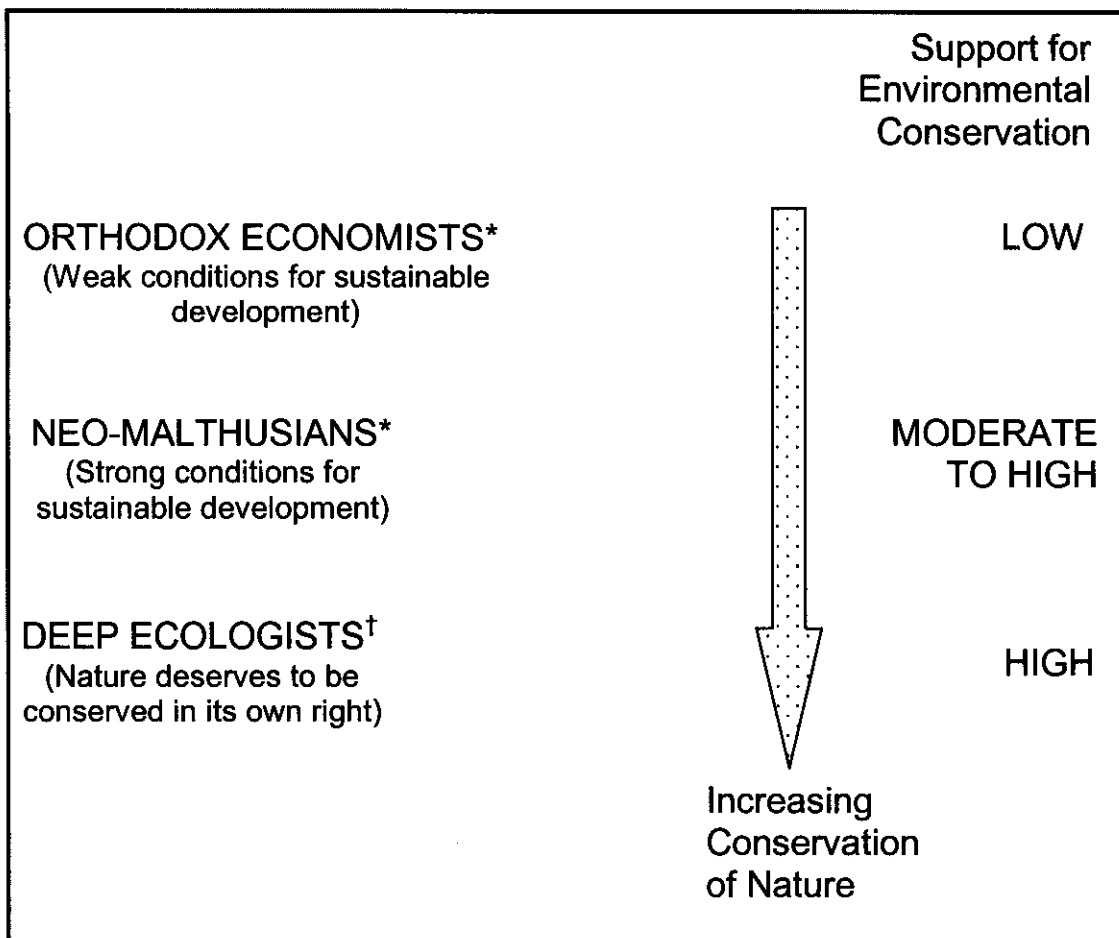 Support for
Environmental
Conservation
ORTHODOX ECONOMISTS*
(Weak conditions for sustainable
development)
LOW
NEO-MALTHUSIANS*
(Strong conditions for
sustainable development)
MODERATE
TO HIGH
DEEP ECOLOGISTS†
(Nature deserves to be
conserved in its own right)
HIGH
Increasing
Conservation
of Nature